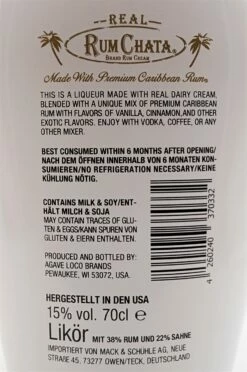 REAL
RUMCHATA®
BRAND RUM CREAM
Made With Premium Caribbean Rum.
THIS IS A LIQUEUR MADE WITH REAL DAIRY CREAM,
BLENDED WITH A UNIQUE MIX OF PREMIUM CARIBBEAN
RUM WITH FLAVORS OF VANILLA, CINNAMON, AND OTHER
EXOTIC FLAVORS. ENJOY WITH VODKA, COFFEE, OR ANY
OTHER MIXER.
BEST CONSUMED WITHIN 6 MONTHS AFTER OPENING/
NACH DEM ÖFFNEN INNERHALB VON 6 MONATEN KON-
SUMIEREN/NO REFRIGERATION NECESSARY/KEINE
KÜHLUNG NÖTIG
CONTAINS MILK & SOY/ENT-
HÄLT MILCH & SOJA
MAY CONTAIN TRACES OF GLU-
TEN & EGGS/KANN SPUREN VON
GLUTEN & EIERN ENTHALTEN.
PRODUCED AND BOTTLED BY:
AGAVE LOCO BRANDS
PEWAUKEE, WI 53072, USA.
4 260240 370332
HERGESTELLT IN DEN USA
15% vol. 70cl e
Likör MIT 38% RUM UND 22% SAHNE
IMPORTIERT VON MACK & SCHÜHLE AG, NEUE
STRAßE 45, 73277 OWEN/TECK, DEUTSCHLAND